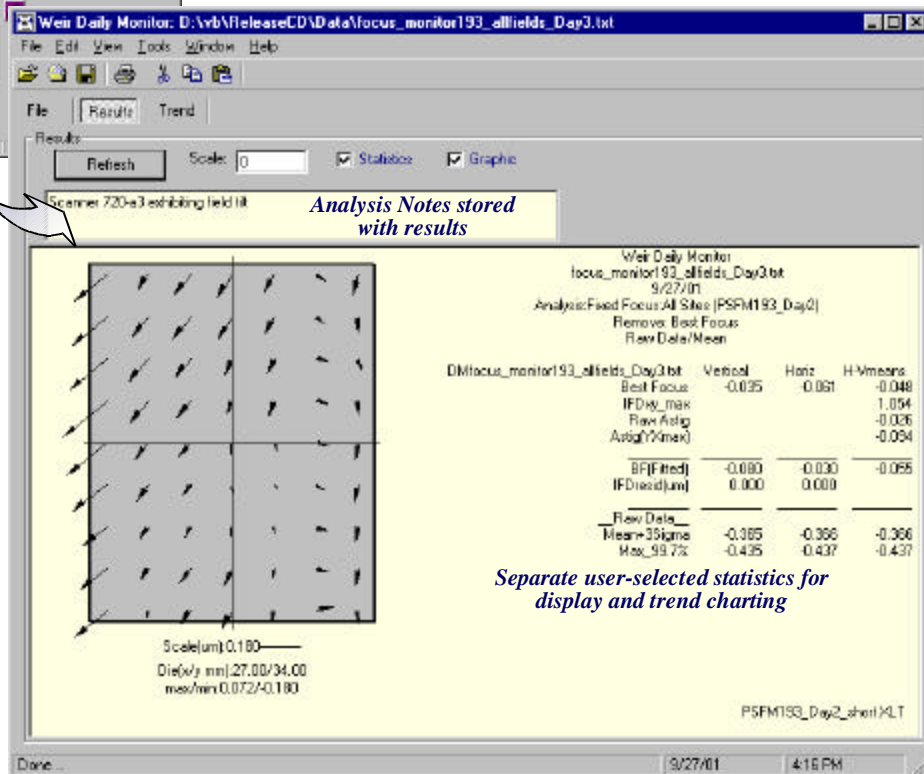 Weir Daily Monitor: D:\vb\ReleaseCD\Data\focus_monitor193_allfields_Day3.txt
File Edit View Tools Window Help
File Results Trend
Results
Refresh Scale: 0 Statistics Graphic
Scanner 720-a3 exhibiting field tilt
Analysis Notes stored
with results
Weir Daily Monitor
focus_monitor193_allfields_Day3.txt
9/27/01
Analysis:Fixed Focus:All Sites (PSFM193_Day2)
Remove: Best Focus
Raw Data/Mean
DMfocus_monitor193_allfields_Day3.txt Vertical Horiz H-Vmeans
Best Focus -0.035 -0.061 -0.048
IFDxy_max 1.054
Raw Astig -0.026
Astig(Y:Xmax) -0.094
BF(Fitted) -0.080 -0.030 -0.055
IFDresid(um) 0.000 0.000
__Raw Data__
Mean+3Sigma -0.365 -0.366 -0.366
Max_99.7% -0.435 -0.437 -0.437
Separate user-selected statistics for
display and trend charting
Scale(um):0.180
Die(x/y mm):27.00/34.00
max/min:0.072/-0.180
PSFM193_Day2_short.XLT
Done... 9/27/01 4:16 PM